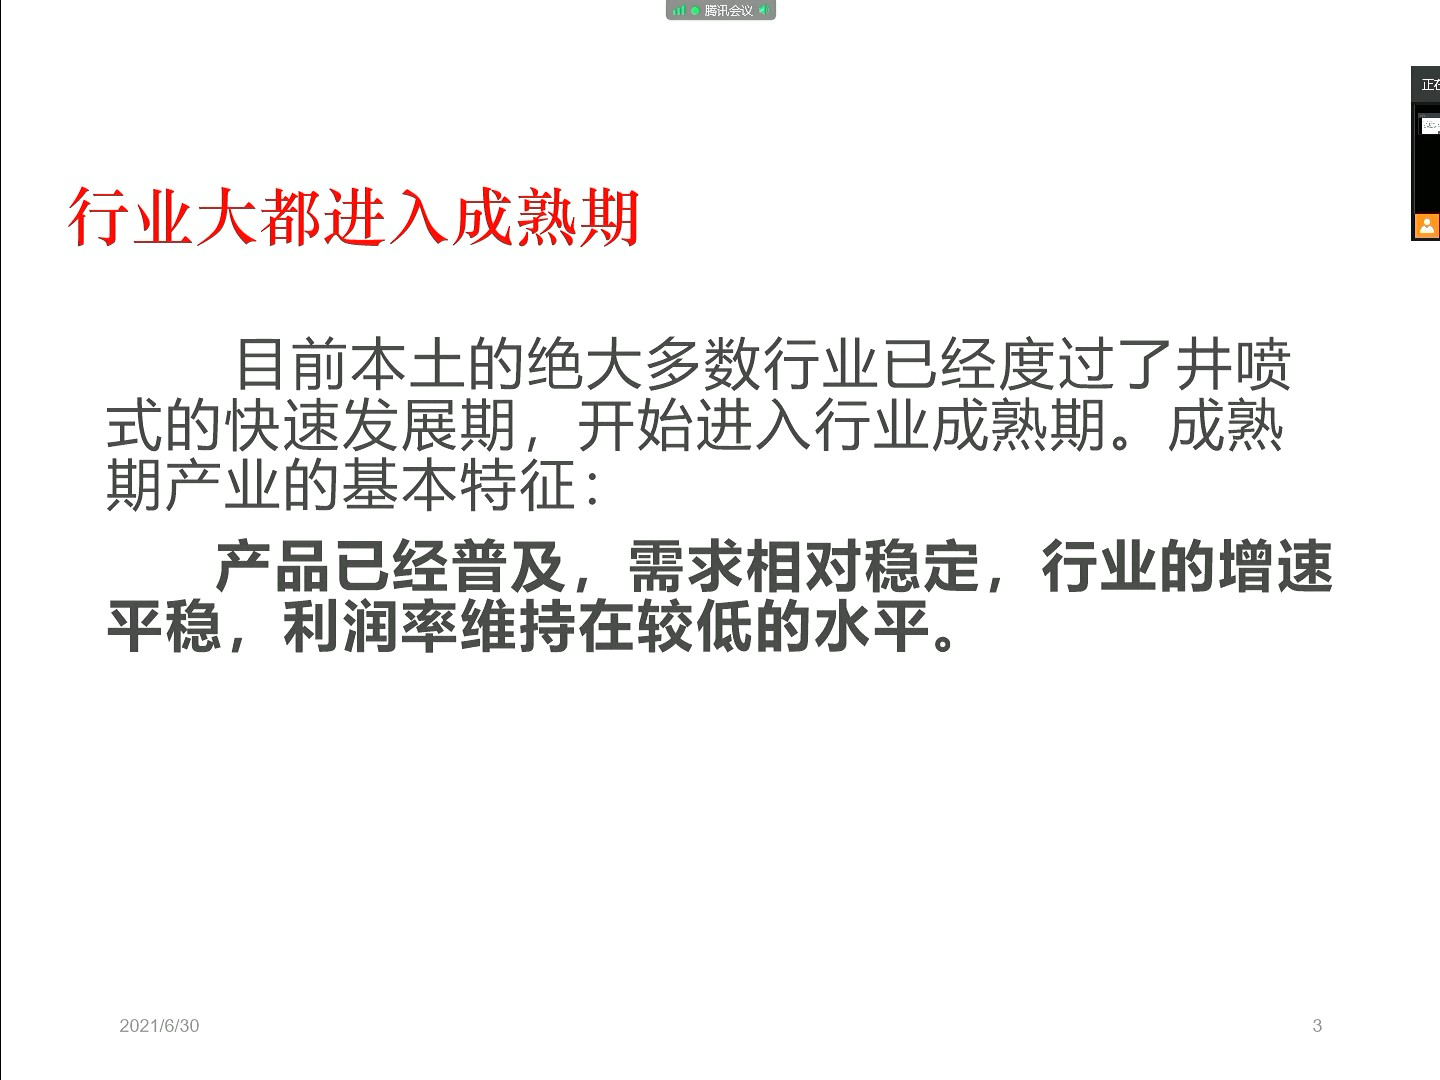 腾讯会议
正在
行业大都进入成熟期
目前本土的绝大多数行业已经度过了井喷
式的快速发展期，开始进入行业成熟期。成熟
期产业的基本特征：
产品已经普及，需求相对稳定，行业的增速
平稳，利润率维持在较低的水平。
2021/6/30
3